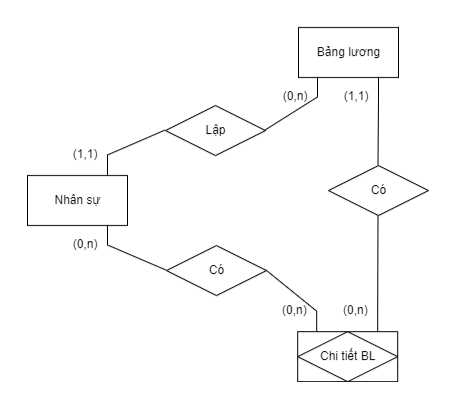 Bảng lương
(0,n)
(1,1)
Lập
(1,1)
Nhân sự
Có
(0,n)
Có
(0,n)
(0,n)
Chi tiết BL